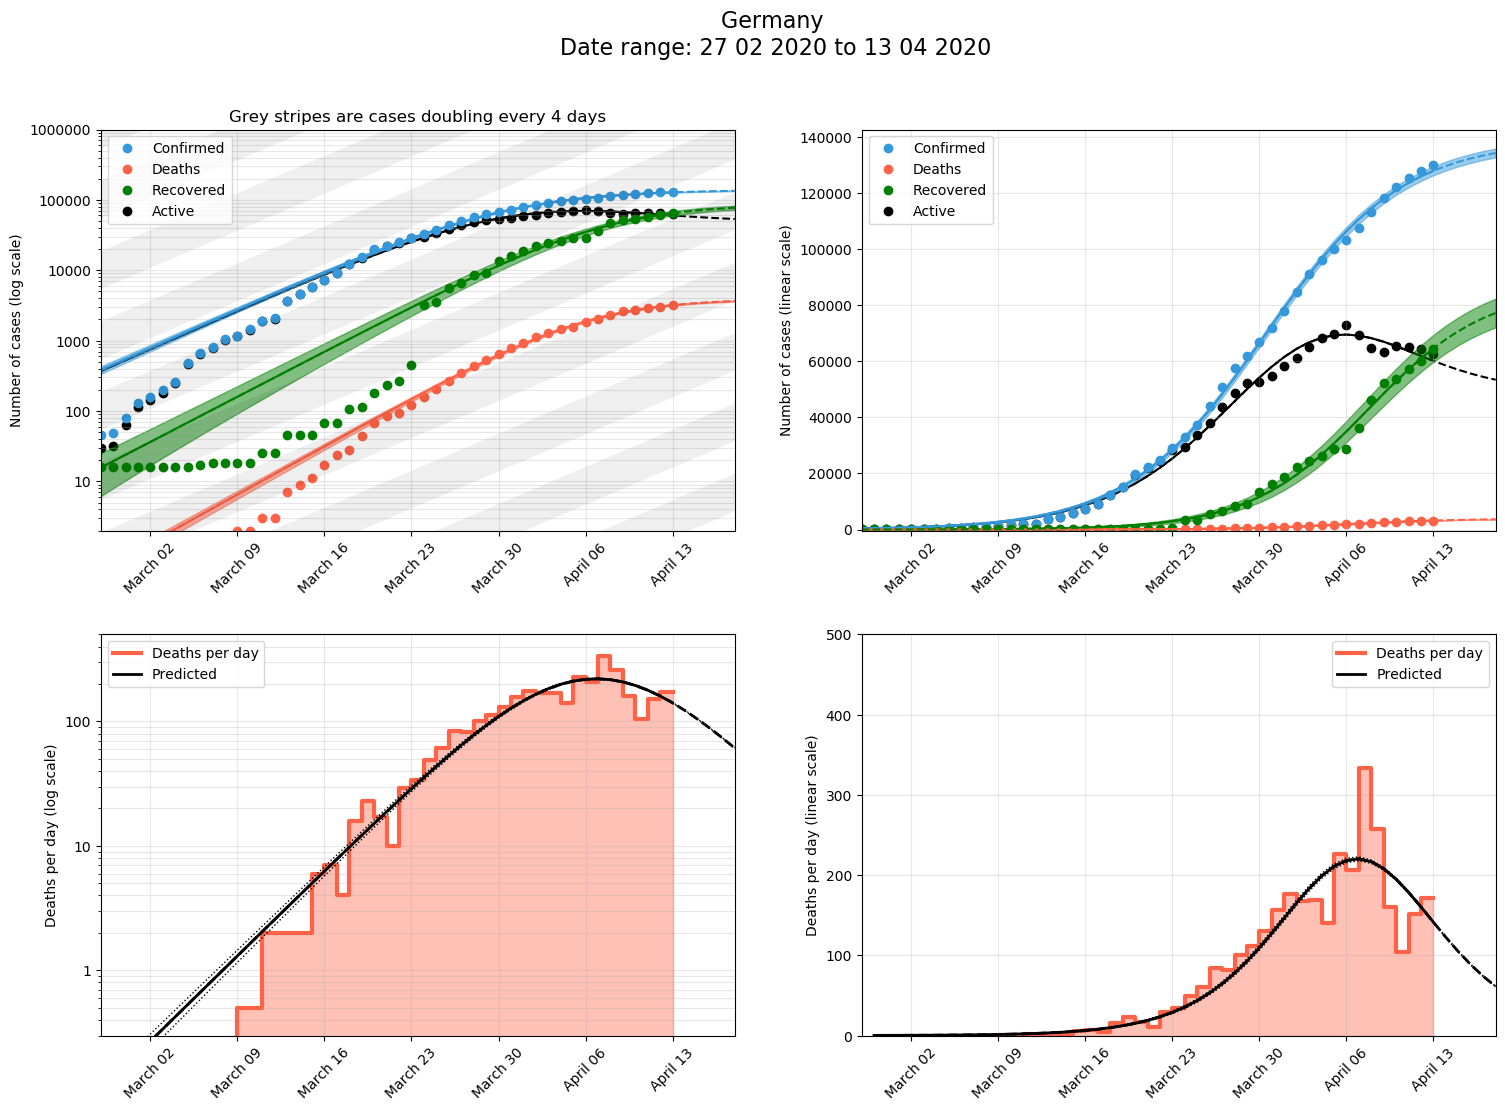 Germany
Date range: 27 02 2020 to 13 04 2020
Grey stripes are cases doubling every 4 days
Number of cases (log scale)
1000000
100000
10000
1000
100
10
Confirmed
Deaths
Recovered
Active
March 02
March 09
March 16
March 23
March 30
April 06
April 13
Number of cases (linear scale)
140000
120000
100000
80000
60000
40000
20000
0
Confirmed
Deaths
Recovered
Active
March 02
March 09
March 16
March 23
March 30
April 06
April 13
Deaths per day (log scale)
100
10
1
Deaths per day
Predicted
March 02
March 09
March 16
March 23
March 30
April 06
April 13
Deaths per day (linear scale)
500
400
300
200
100
0
Deaths per day
Predicted
March 02
March 09
March 16
March 23
March 30
April 06
April 13